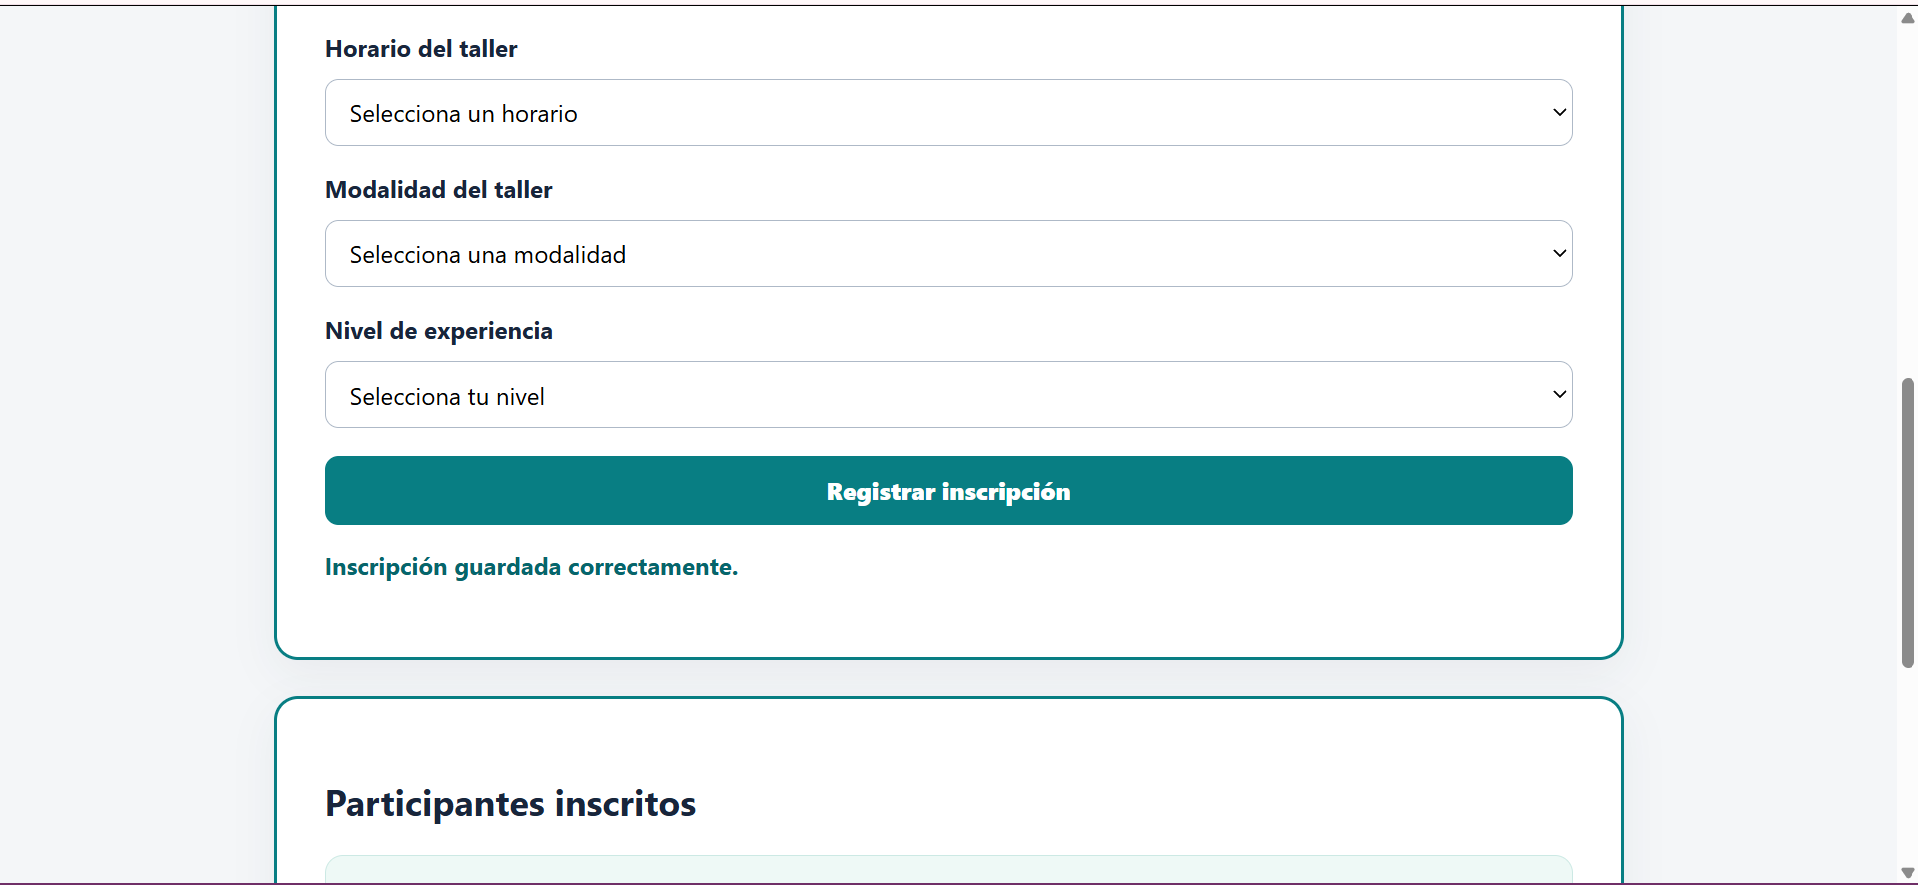 Horario del taller
Selecciona un horario
Modalidad del taller
Selecciona una modalidad
Nivel de experiencia
Selecciona tu nivel
Registrar inscripción
Inscripción guardada correctamente.
Participantes inscritos